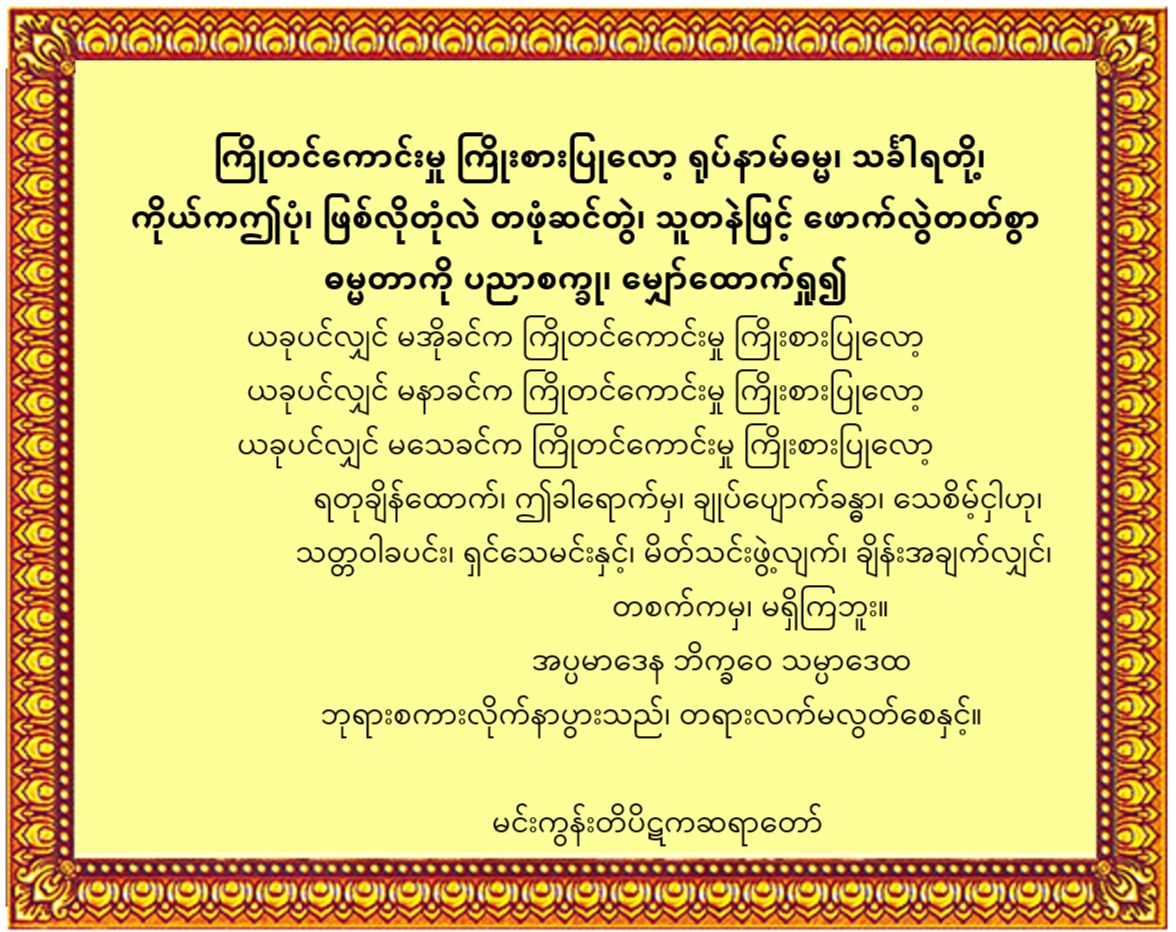 ကြိုတင်ကောင်းမှု ကြိုးစားပြုလော့ ရုပ်နာမ်ဓမ္မ၊ သင်္ခါရတို့၊
ကိုယ်ကဤပုံ၊ ဖြစ်လိုတုံလဲ တဖုံဆင်တွဲ၊ သူတနဲဖြင့် ဖောက်လွဲတတ်စွာ
ဓမ္မတာကို ပညာစက္ခု၊ မျှော်ထောက်ရှု၍
ယခုပင်လျှင် မအိုခင်က ကြိုတင်ကောင်းမှု ကြိုးစားပြုလော့
ယခုပင်လျှင် မနာခင်က ကြိုတင်ကောင်းမှု ကြိုးစားပြုလော့
ယခုပင်လျှင် မသေခင်က ကြိုတင်ကောင်းမှု ကြိုးစားပြုလော့
ရတုချိန်ထောက်၊ ဤခါရောက်မှ၊ ချုပ်ပျောက်ခန္ဓာ၊ သေစိမ့်ငှါဟု၊
သတ္တဝါခပင်း၊ ရှင်သေမင်းနှင့်၊ မိတ်သင်းဖွဲ့လျက်၊ ချိန်းအချက်လျှင်၊
တစက်ကမှ၊ မရှိကြဘူး။
အပ္ပမာဒေန ဘိက္ခဝေ သမ္ပာဒေထ
ဘုရားစကားလိုက်နာပွားသည်၊ တရားလက်မလွတ်စေနှင့်။
မင်းကွန်းတိပိဋကဆရာတော်